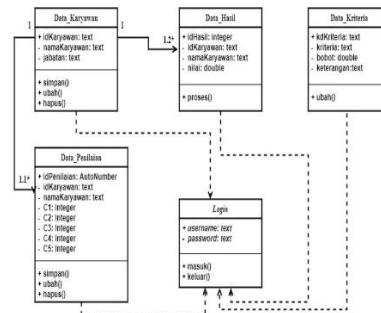 Data_Karyawan
+ idKaryawan: text
- namaKaryawan: text
- jabatan: text
+ simpan()
+ ubah()
+ hapus()
1
1
1.2*
Data_Hasil
+ idHasil: integer
- idKaryawan: text
- namaKaryawan: text
- nilai: double
+ proses()
Data_Kriteria
+ kdKriteria: text
- kriteria: text
- bobot: double
- keterangan:text
+ ubah()
1.1*
Data_Penilaian
+ idPenilaian: AutoNumber
- idKaryawan: text
- namaKaryawan: text
- C1: Integer
- C2: Integer
- C3: Integer
- C4: Integer
- C5: Integer
+ simpan()
+ ubah()
+ hapus()
Login
+ username: text
- password: text
+ masuk()
+ keluar()